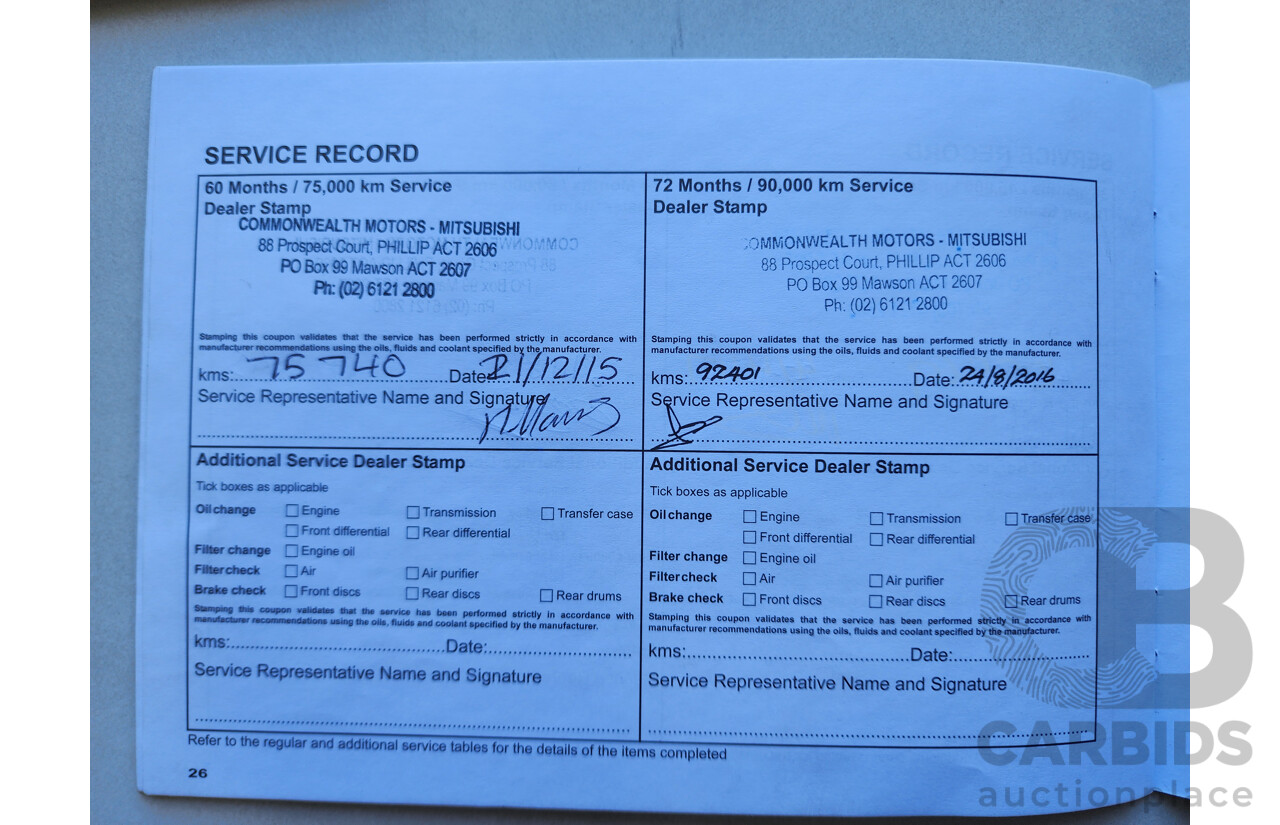 SERVICE RECORD
60 Months / 75,000 km Service
Dealer Stamp
COMMONWEALTH MOTORS - MITSUBISHI
88 Prospect Court, PHILLIP ACT 2606
PO Box 99 Mawson ACT 2607
Ph: (02) 6121 2800
Stamping this coupon validates that the service has been performed strictly in accordance with
manufacturer recommendations using the oils, fluids and coolant specified by the manufacturer.
kms: 75 740 Date: 21/12/15
Service Representative Name and Signature
72 Months / 90,000 km Service
Dealer Stamp
COMMONWEALTH MOTORS - MITSUBISHI
88 Prospect Court, PHILLIP ACT 2606
PO Box 99 Mawson ACT 2607
Ph: (02) 6121 2800
Stamping this coupon validates that the service has been performed strictly in accordance with
manufacturer recommendations using the oils, fluids and coolant specified by the manufacturer.
kms: 92401 Date: 24/8/2016
Service Representative Name and Signature
Additional Service Dealer Stamp
Tick boxes as applicable
Oil change Engine Transmission Transfer case
Front differential Rear differential
Filter change Engine oil
Filter check Air Air purifier
Brake check Front discs Rear discs Rear drums
Stamping this coupon validates that the service has been performed strictly in accordance with
manufacturer recommendations using the oils, fluids and coolant specified by the manufacturer.
kms: Date:
Service Representative Name and Signature
Additional Service Dealer Stamp
Tick boxes as applicable
Oil change Engine Transmission Transfer case
Front differential Rear differential
Filter change Engine oil
Filter check Air Air purifier
Brake check Front discs Rear discs Rear drums
Stamping this coupon validates that the service has been performed strictly in accordance with
manufacturer recommendations using the oils, fluids and coolant specified by the manufacturer.
kms: Date:
Service Representative Name and Signature
Refer to the regular and additional service tables for the details of the items completed
26
CB
CARBIDS
auctionplace